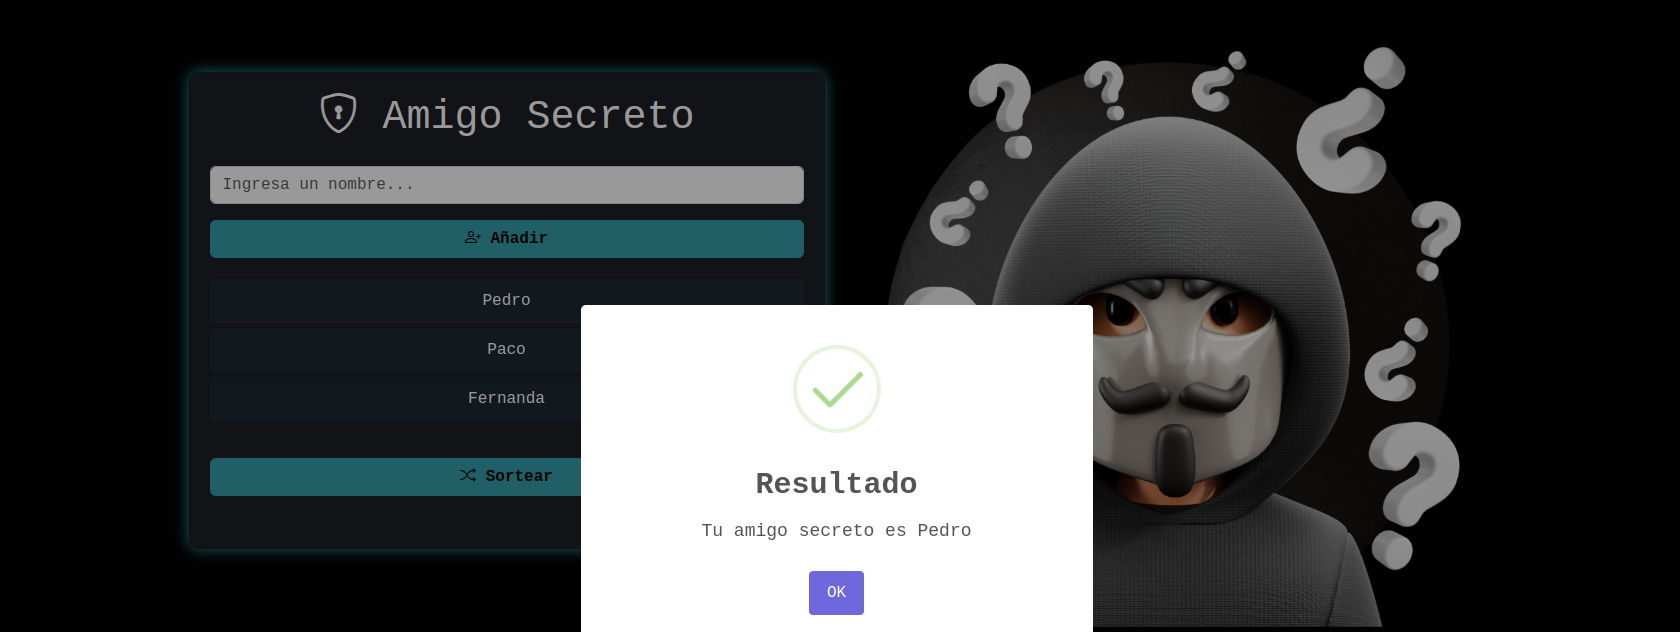 Amigo Secreto
Ingresa un nombre...
Añadir
Pedro
Paco
Fernanda
Sortear
Resultado
Tu amigo secreto es Pedro
OK